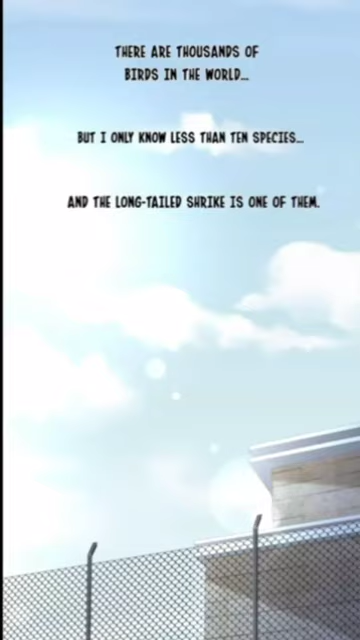 THERE ARE THOUSANDS OF
BIRDS IN THE WORLD...
BUT I ONLY KNOW LESS THAN TEN SPECIES...
AND THE LONG-TAILED SHRIKE IS ONE OF THEM.